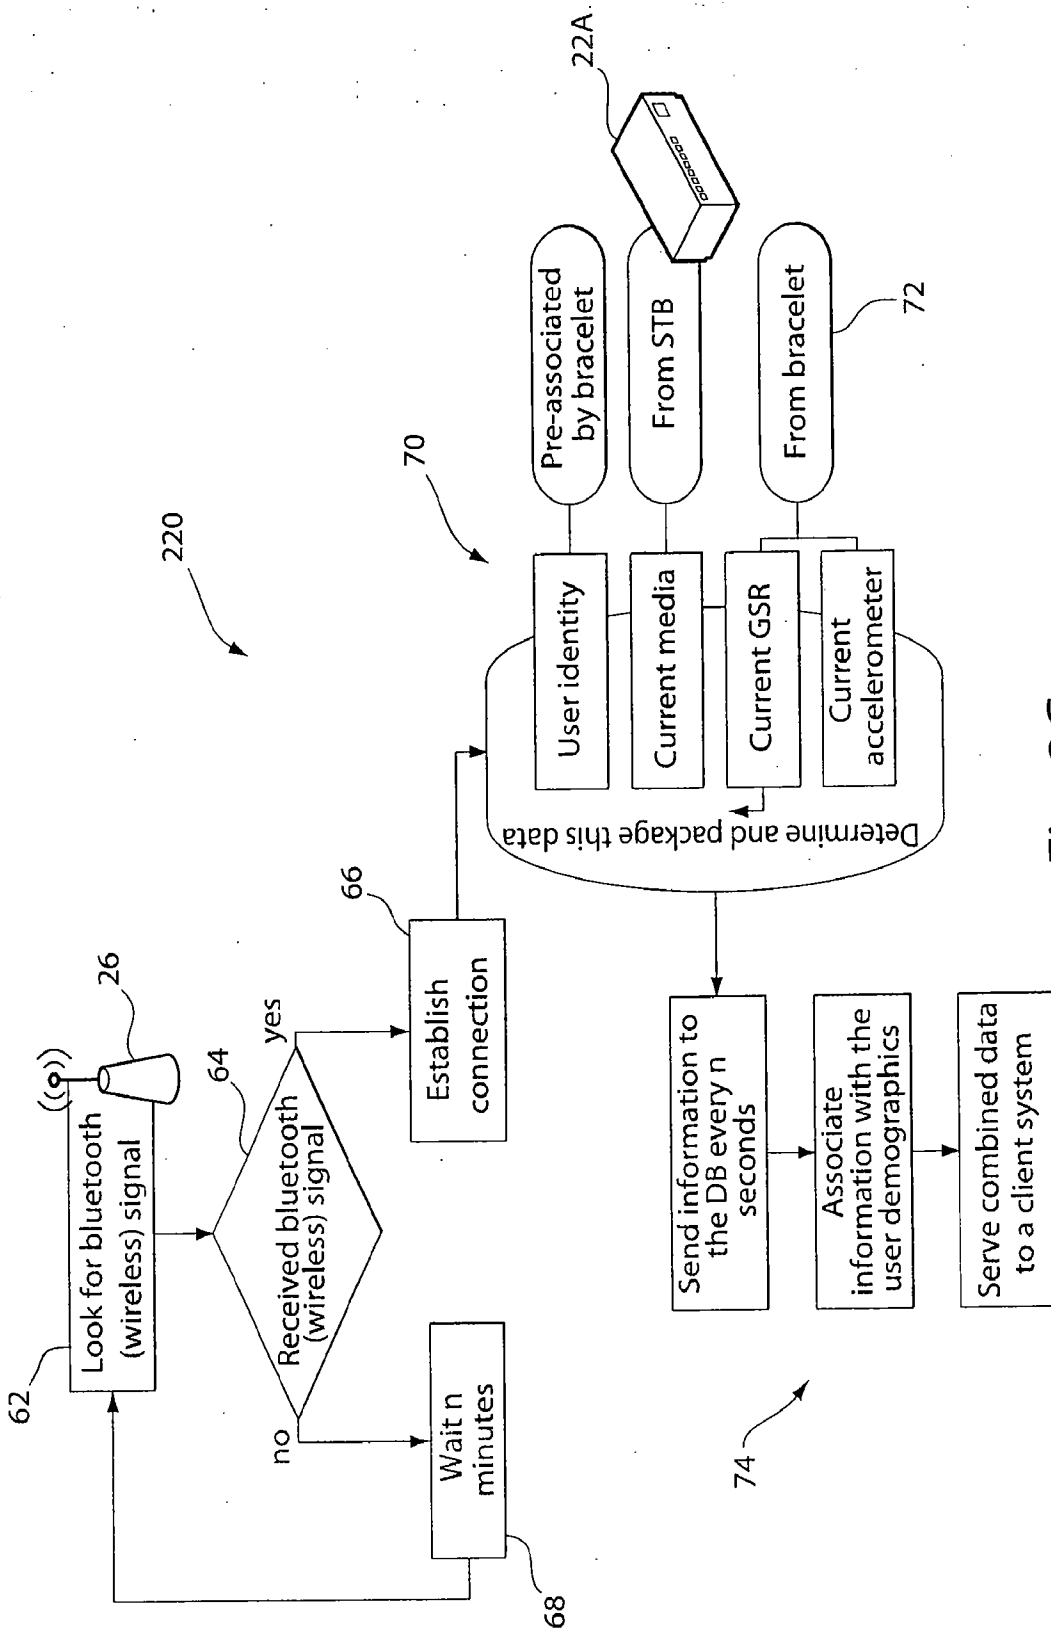 220
62
Look for bluetooth
(wireless) signal
26
64
Received bluetooth
(wireless) signal
yes
no
66
Establish
connection
Wait n
minutes
68
70
Determine and package this data
User identity
Pre-associated
by bracelet
Current media
From STB
22A
Current GSR
Current
accelerometer
From bracelet
72
74
Send information to
the DB every n
seconds
Associate
information with the
user demographics
Serve combined data
to a client system